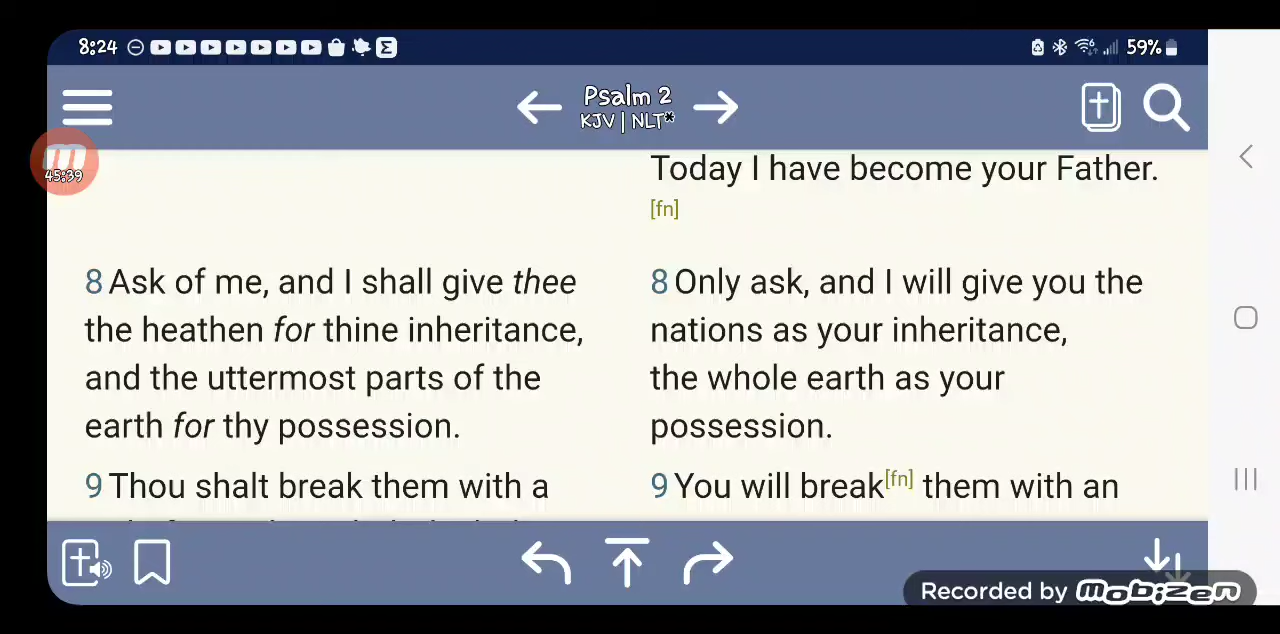 8:24 59%
Psalm 2
KJV | NLT*
45:39
Today I have become your Father.
[fn]
8 Ask of me, and I shall give thee
the heathen for thine inheritance,
and the uttermost parts of the
earth for thy possession.
9 Thou shalt break them with a
8 Only ask, and I will give you the
nations as your inheritance,
the whole earth as your
possession.
9 You will break[fn] them with an
Recorded by mobizen